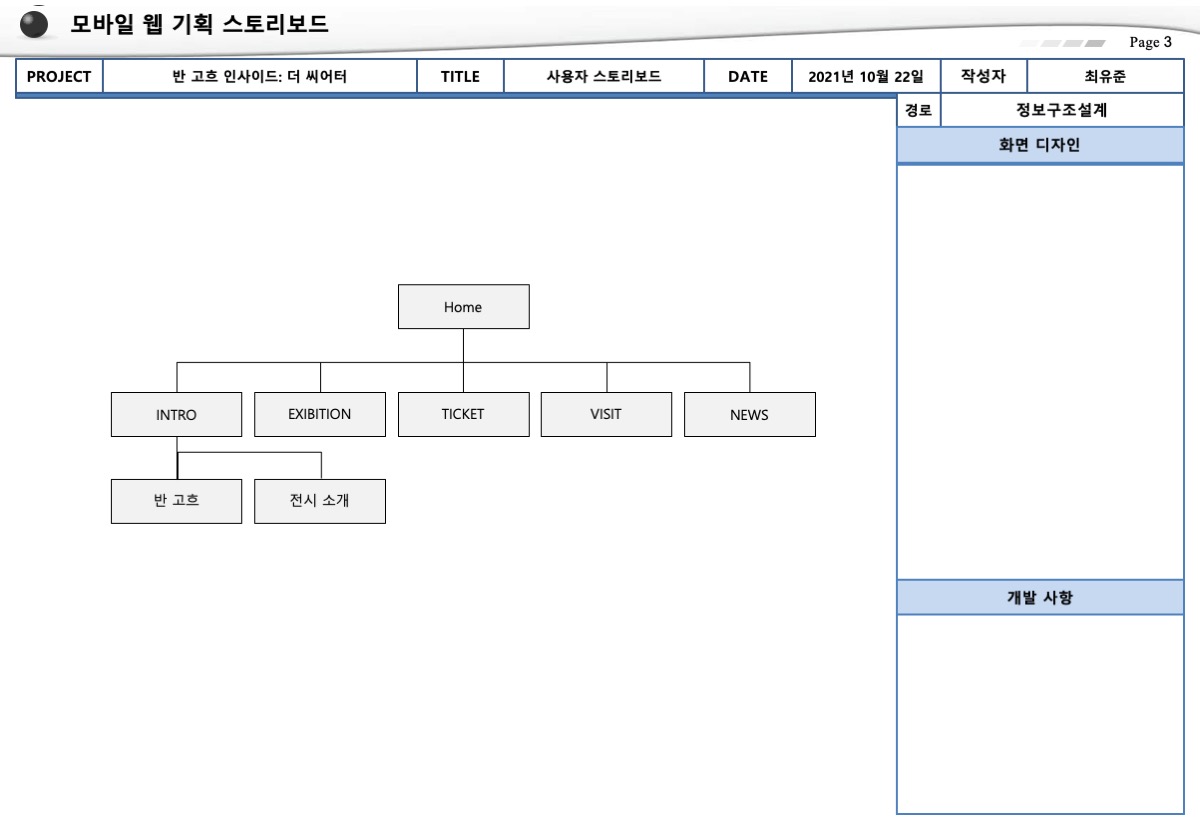 모바일 웹 기획 스토리보드
Page 3
PROJECT 반 고흐 인사이드: 더 씨어터 TITLE 사용자 스토리보드 DATE 2021년 10월 22일 작성자 최유준
경로 정보구조설계
화면 디자인
Home
INTRO EXIBITION TICKET VISIT NEWS
반 고흐 전시 소개
개발 사항